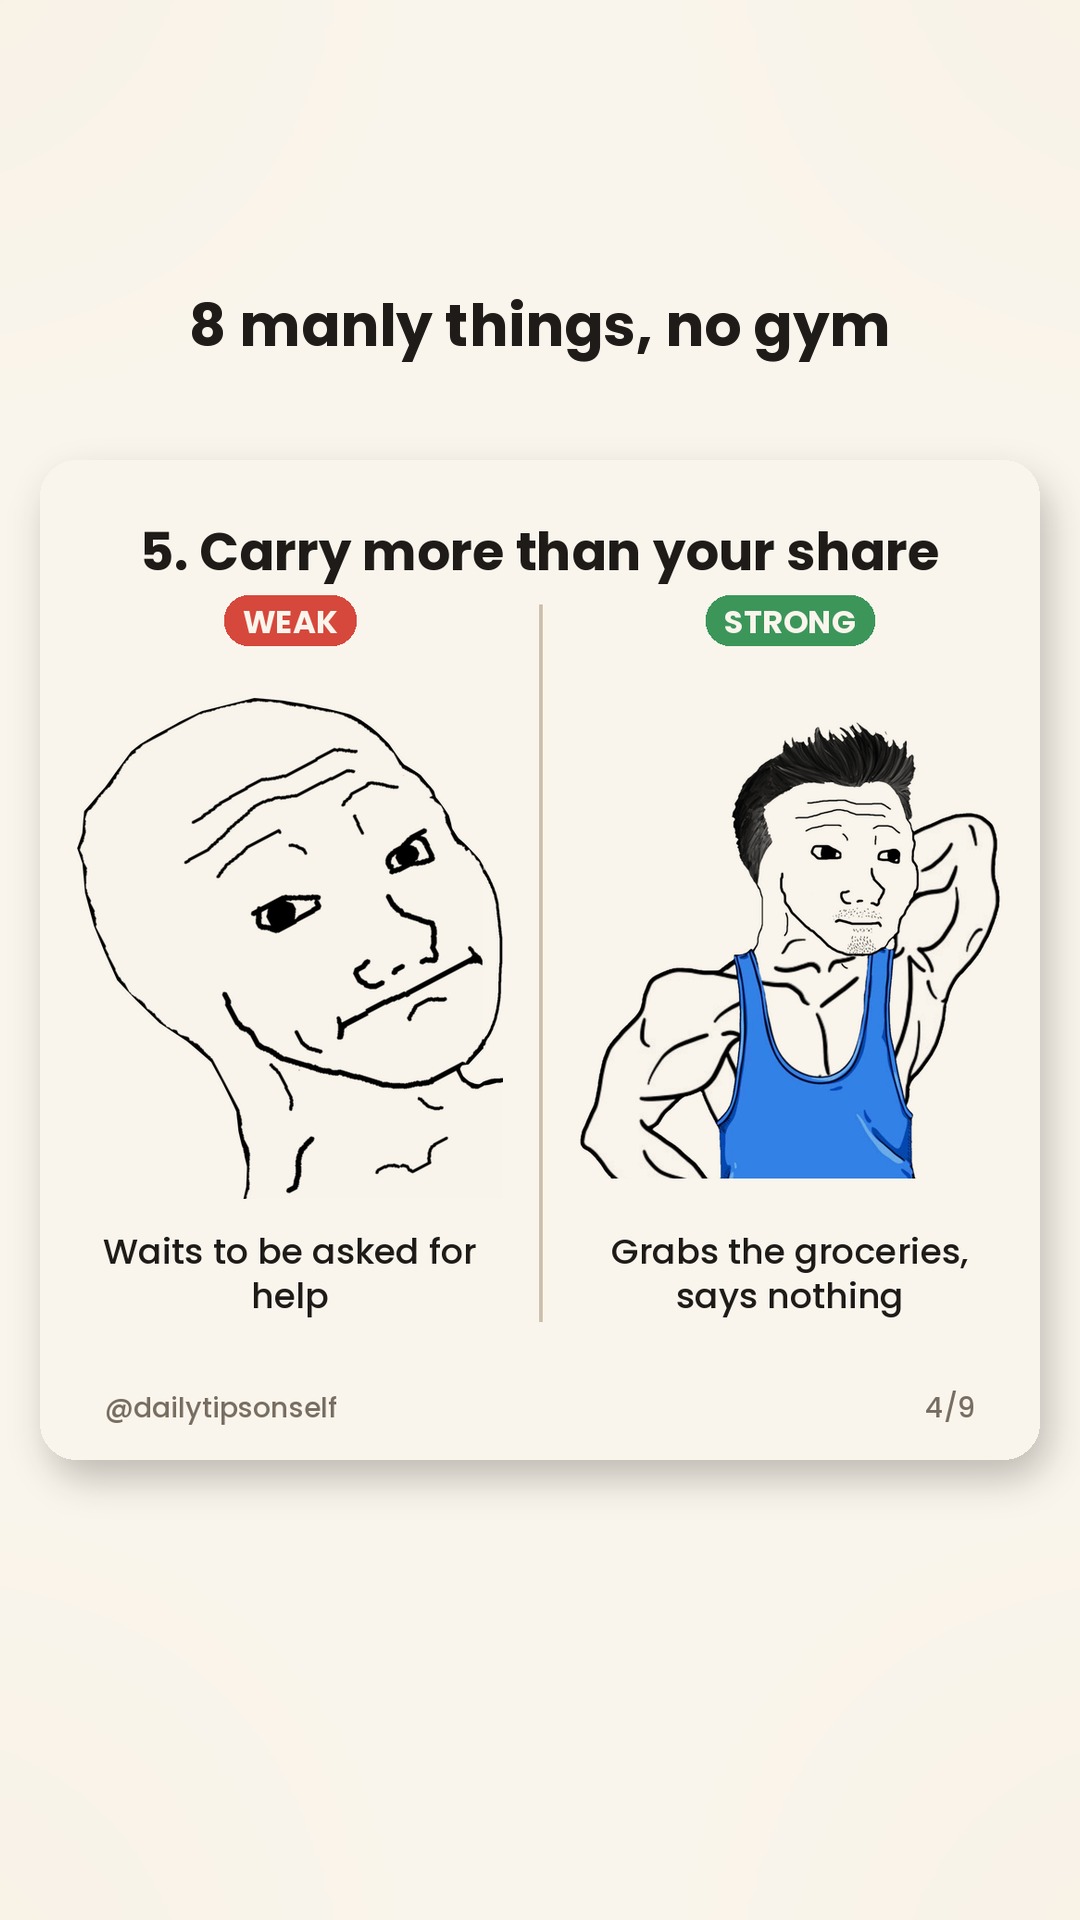 8 manly things, no gym
5. Carry more than your share
WEAK
STRONG
Waits to be asked for
help
Grabs the groceries,
says nothing
@dailytipsonself
4/9